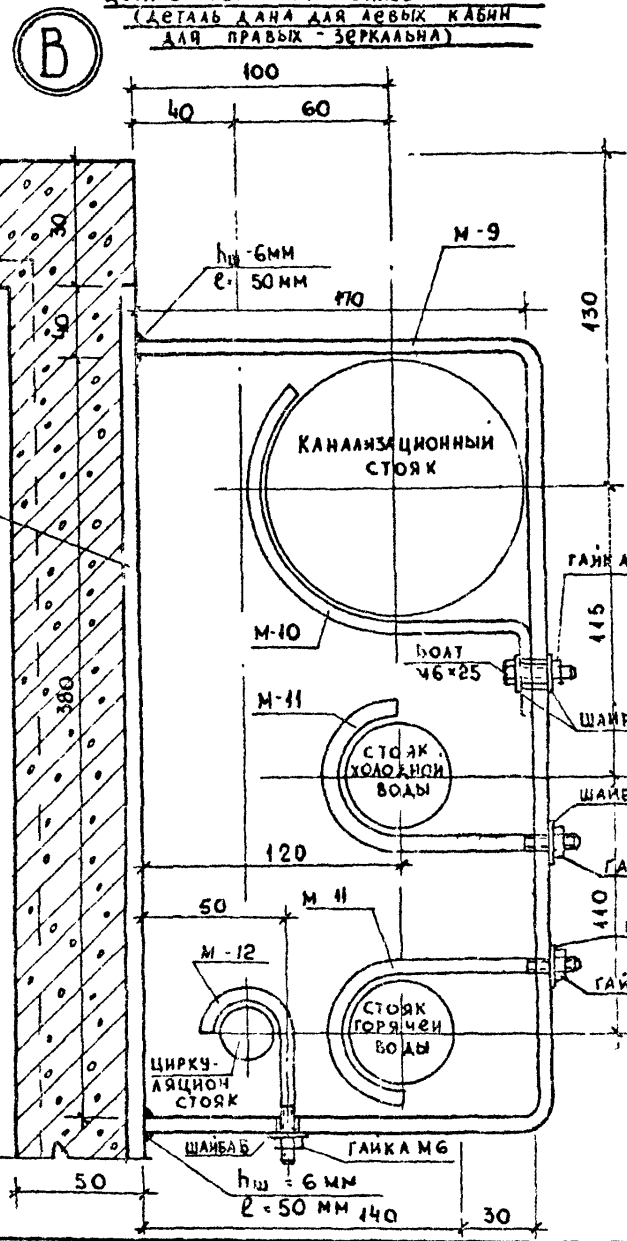 (ДЕТАЛЬ ДАНА ДЛЯ ЛЕВЫХ КАБИН
ДЛЯ ПРАВЫХ - ЗЕРКАЛЬНА)
В
100
40
60
30
hш - 6мм
ℓ = 50 мм
М-9
170
40
130
КАНАЛИЗАЦИОННЫЙ
СТОЯК
ГАЙКА
М-10
БОЛТ
М6×25
115
380
М-11
СТОЯК
ХОЛОДНОЙ
ВОДЫ
120
50
М-11
110
М-12
СТОЯК
ГОРЯЧЕЙ
ВОДЫ
ЦИРКУ-
ЛЯЦИОН
СТОЯК
ШАЙБА 6
ГАЙКА М6
50
hш = 6 мм
ℓ = 50 мм
140
30